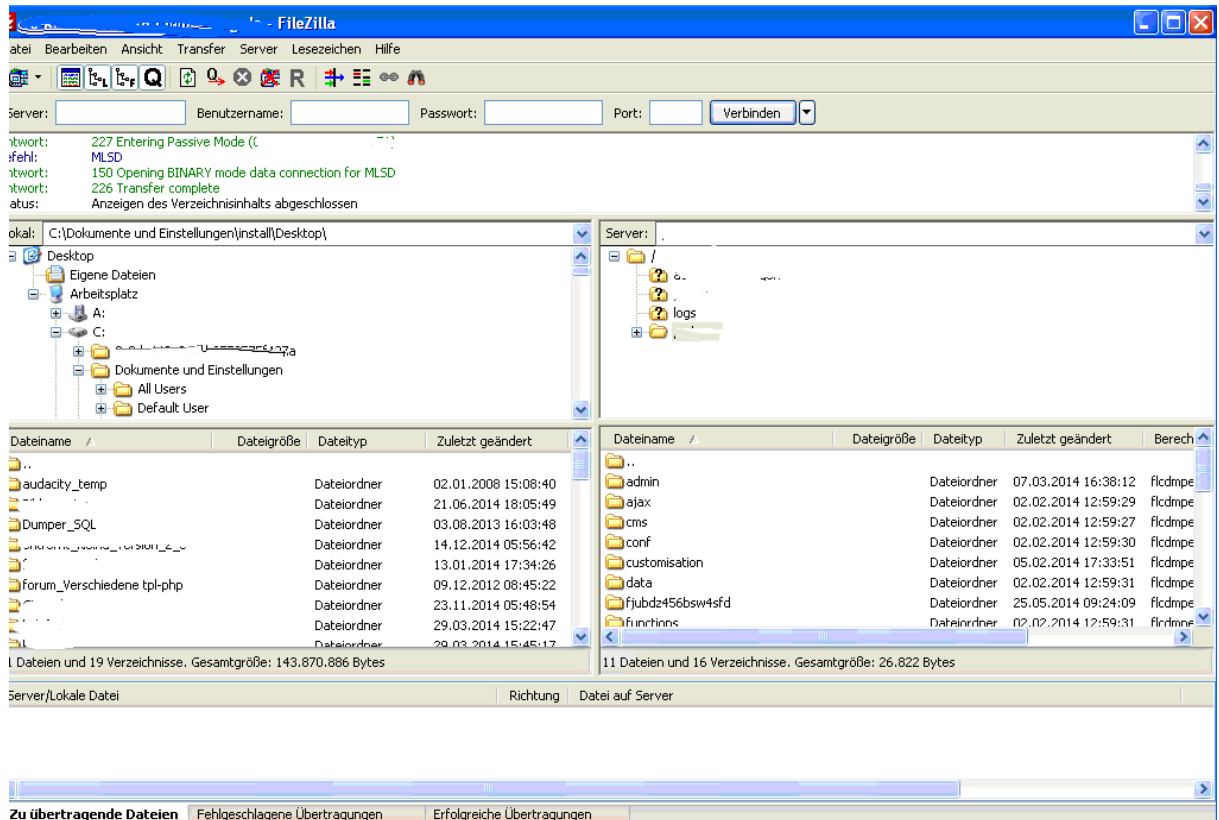 - FileZilla
atei Bearbeiten Ansicht Transfer Server Lesezeichen Hilfe
Server: Benutzername: Passwort: Port: Verbinden
ntwort: 227 Entering Passive Mode (
efehl: MLSD
ntwort: 150 Opening BINARY mode data connection for MLSD
ntwort: 226 Transfer complete
atus: Anzeigen des Verzeichnisinhalts abgeschlossen
okal: C:\Dokumente und Einstellungen\install\Desktop\
Desktop
Eigene Dateien
Arbeitsplatz
A:
C:
Dokumente und Einstellungen
All Users
Default User
Server:
/
logs
Dateiname Dateigröße Dateityp Zuletzt geändert
..
audacity_temp Dateiordner 02.01.2008 15:08:40
Dateiordner 21.06.2014 18:05:49
Dumper_SQL Dateiordner 03.08.2013 16:03:48
Dateiordner 14.12.2014 05:56:42
Dateiordner 13.01.2014 17:34:26
forum_Verschiedene tpl-php Dateiordner 09.12.2012 08:45:22
Dateiordner 23.11.2014 05:48:54
Dateiordner 29.03.2014 15:22:47
Dateiordner 29.03.2014 15:45:17
1 Dateien und 19 Verzeichnisse. Gesamtgröße: 143.870.886 Bytes
Dateiname Dateigröße Dateityp Zuletzt geändert Berech
..
admin Dateiordner 07.03.2014 16:38:12 flcdmpe
ajax Dateiordner 02.02.2014 12:59:29 flcdmpe
cms Dateiordner 02.02.2014 12:59:27 flcdmpe
conf Dateiordner 02.02.2014 12:59:30 flcdmpe
customisation Dateiordner 05.02.2014 17:33:51 flcdmpe
data Dateiordner 02.02.2014 12:59:31 flcdmpe
fjubdz456bsw4sfd Dateiordner 25.05.2014 09:24:09 flcdmpe
functions Dateiordner 02.02.2014 12:59:31 flcdmpe
11 Dateien und 16 Verzeichnisse. Gesamtgröße: 26.822 Bytes
Server/Lokale Datei Richtung Datei auf Server
Zu übertragende Dateien Fehlgeschlagene Übertragungen Erfolgreiche Übertragungen